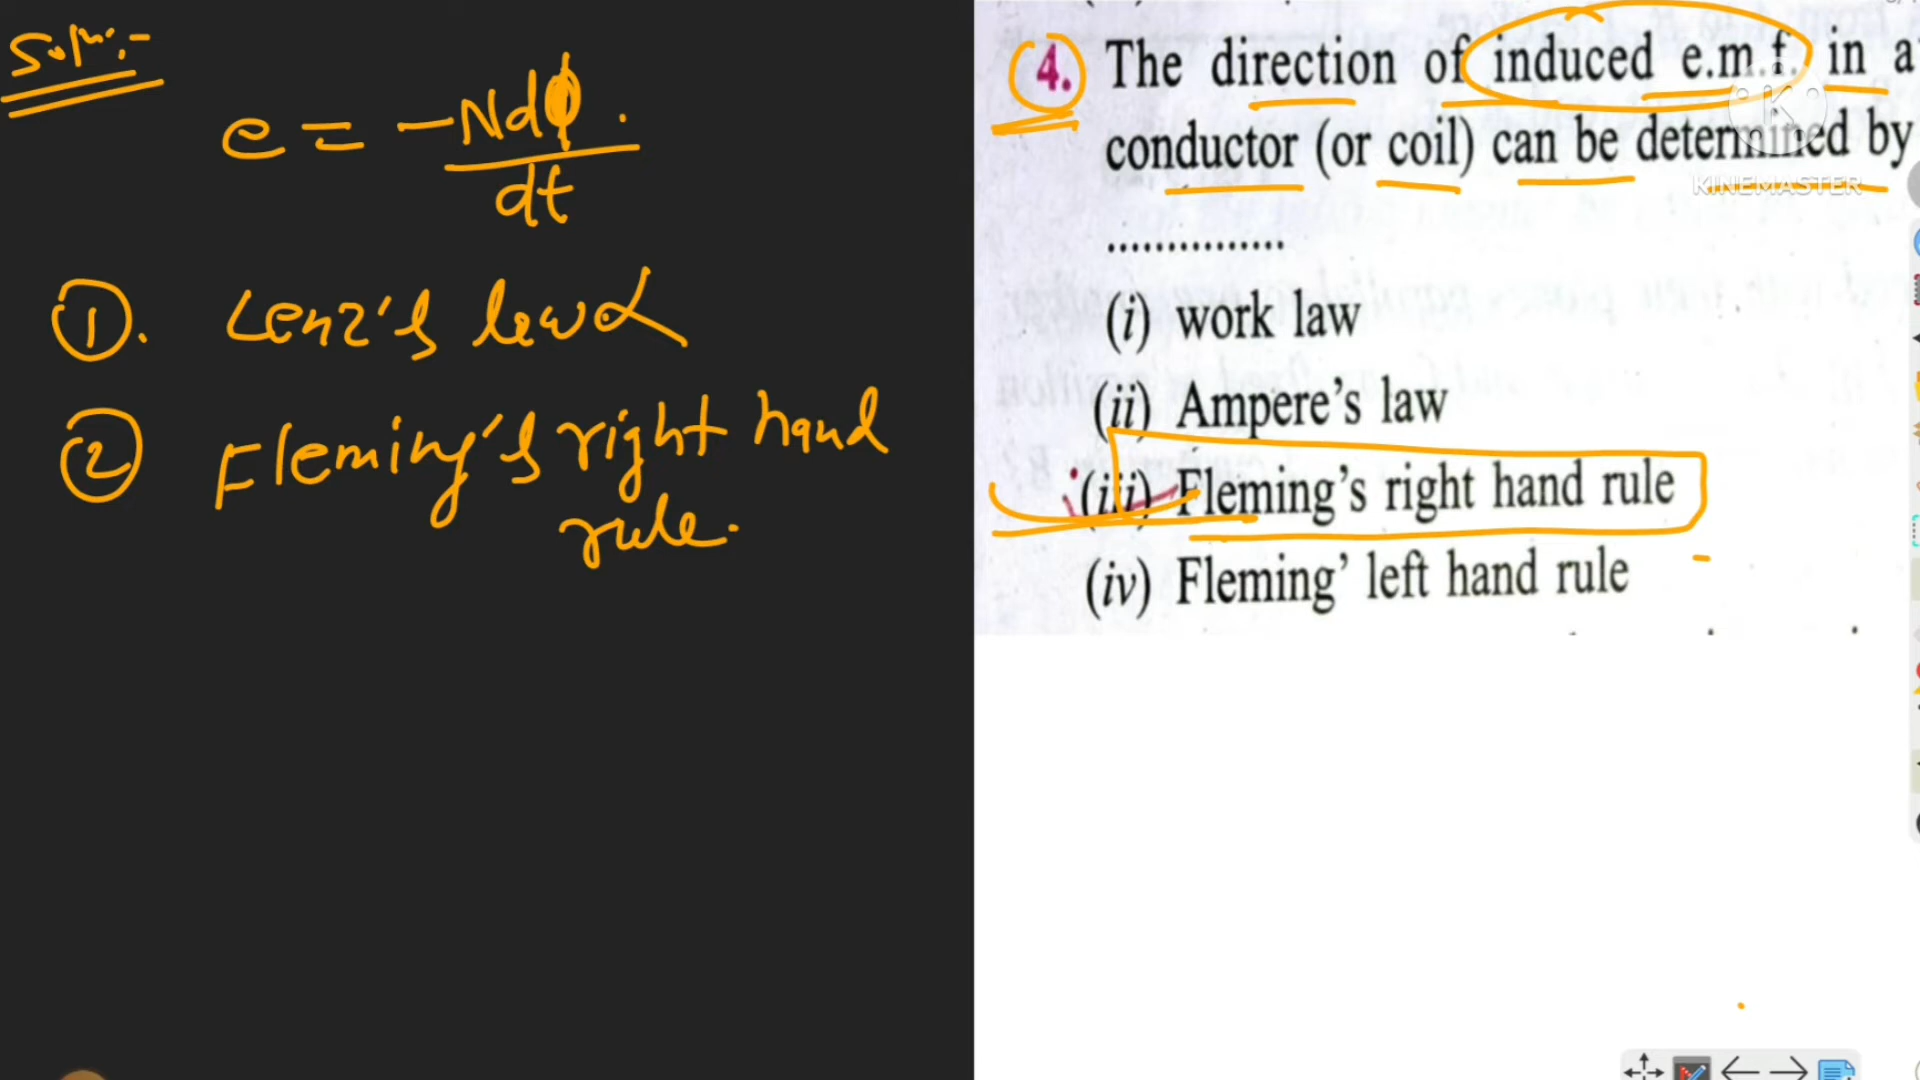 Soln:-
e = -Ndϕ.
dt
①. Lenz's law
② Fleming's right hand
rule.
4. The direction of induced e.m.f. in a
conductor (or coil) can be determined by
...............
(i) work law
(ii) Ampere's law
(iii) Fleming's right hand rule
(iv) Fleming' left hand rule
KINEMASTER